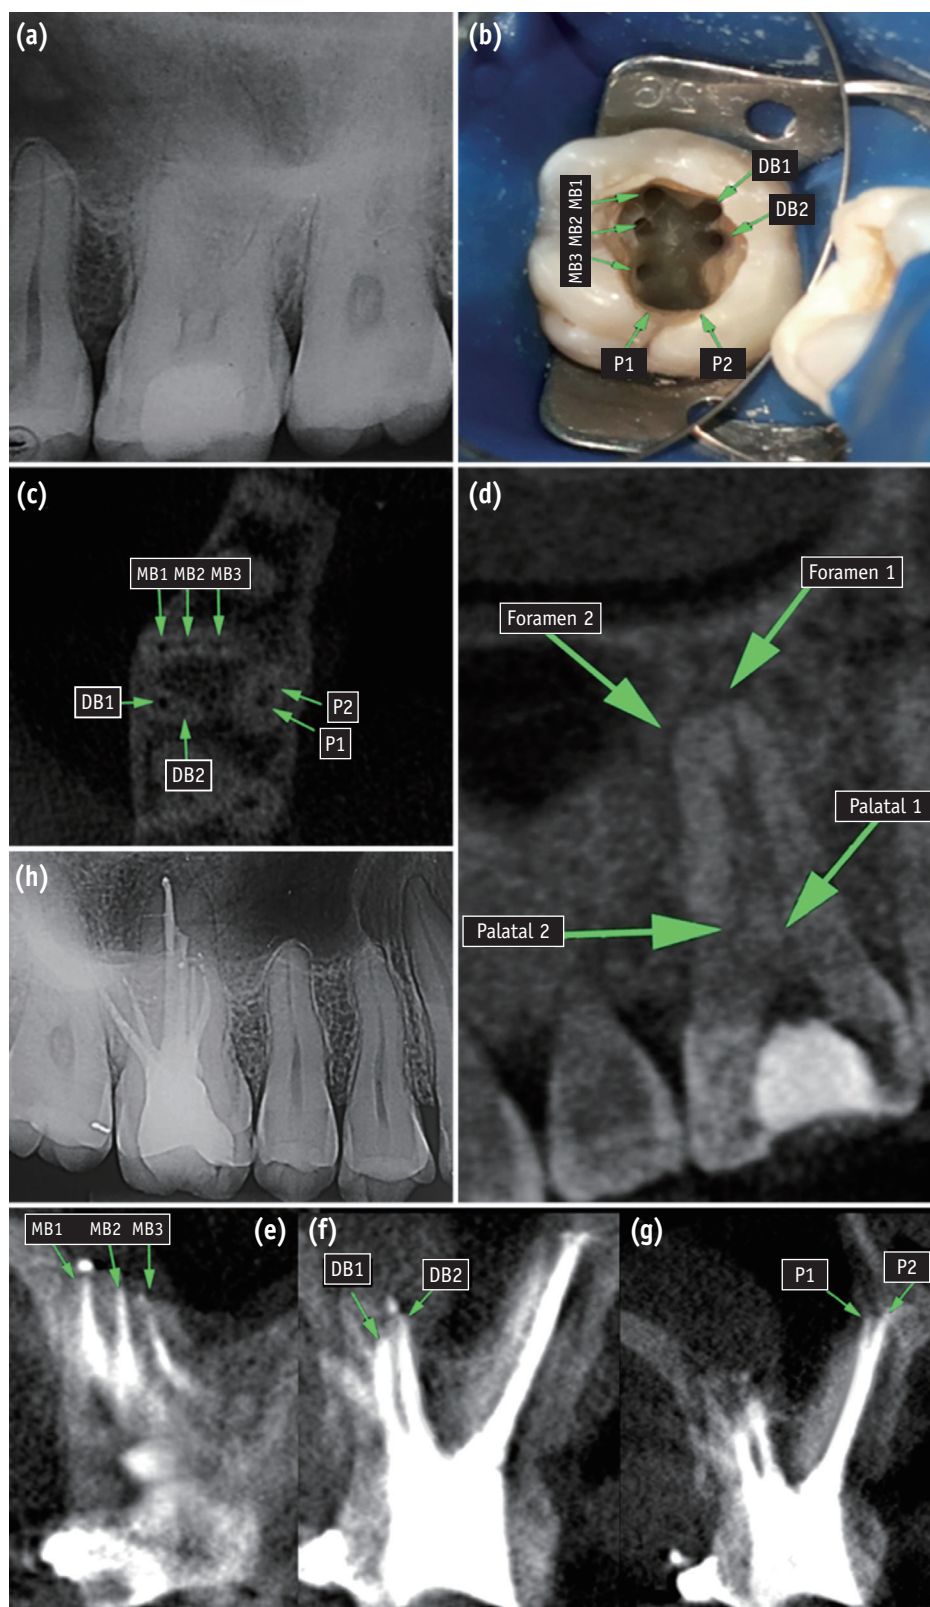 (a)
(b)
DB1
DB2
MB3 MB2 MB1
P1
P2
(c)
MB1 MB2 MB3
DB1
DB2
P2
P1
(d)
Foramen 1
Foramen 2
Palatal 1
Palatal 2
(h)
(e)
MB1 MB2 MB3
(f)
DB1
DB2
(g)
P1
P2